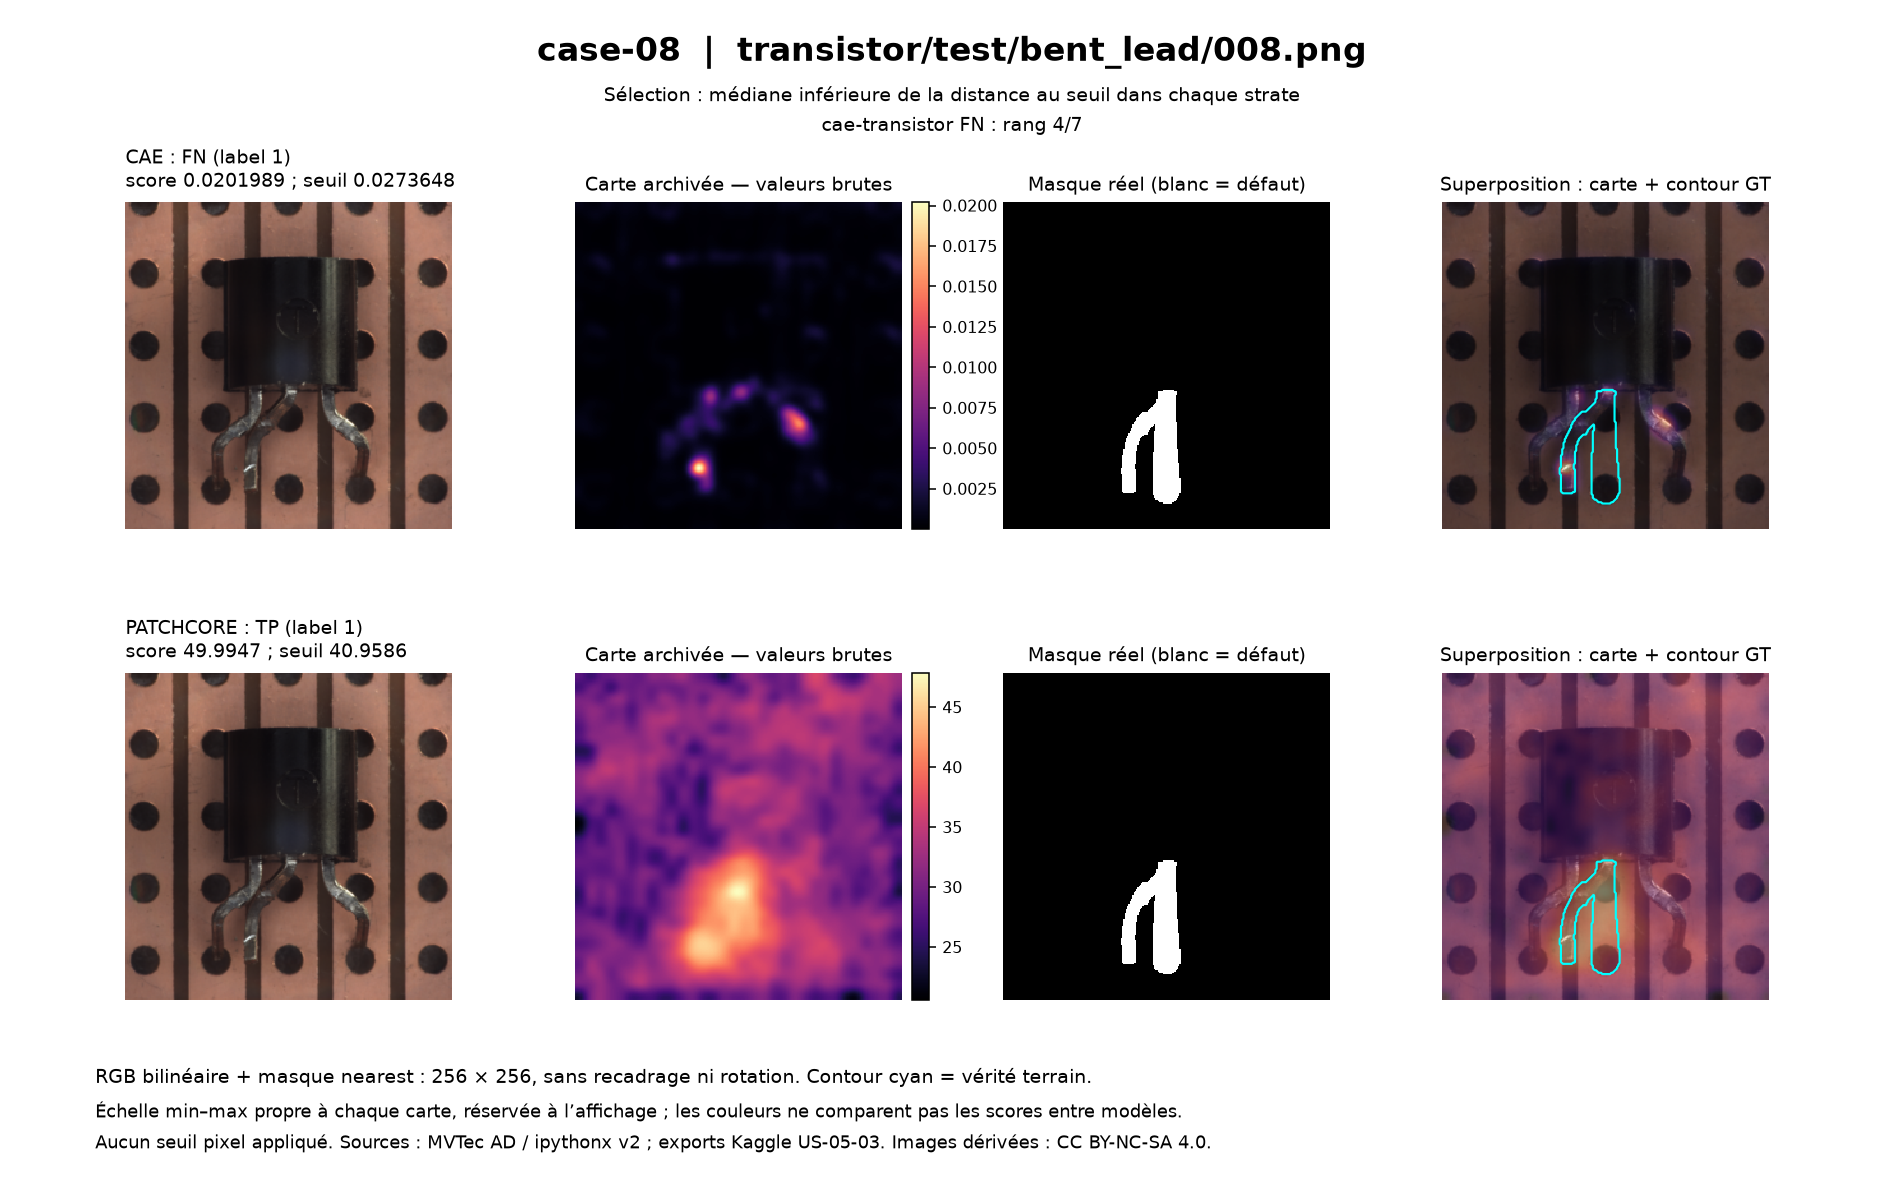 case-08 | transistor/test/bent_lead/008.png
Sélection : médiane inférieure de la distance au seuil dans chaque strate
cae-transistor FN : rang 4/7
CAE : FN (label 1)
score 0.0201989 ; seuil 0.0273648
Carte archivée — valeurs brutes
Masque réel (blanc = défaut)
Superposition : carte + contour GT
0.0200
0.0175
0.0150
0.0125
0.0100
0.0075
0.0050
0.0025
PATCHCORE : TP (label 1)
score 49.9947 ; seuil 40.9586
Carte archivée — valeurs brutes
Masque réel (blanc = défaut)
Superposition : carte + contour GT
45
40
35
30
25
RGB bilinéaire + masque nearest : 256 × 256, sans recadrage ni rotation. Contour cyan = vérité terrain.
Échelle min–max propre à chaque carte, réservée à l’affichage ; les couleurs ne comparent pas les scores entre modèles.
Aucun seuil pixel appliqué. Sources : MVTec AD / ipythonx v2 ; exports Kaggle US-05-03. Images dérivées : CC BY-NC-SA 4.0.